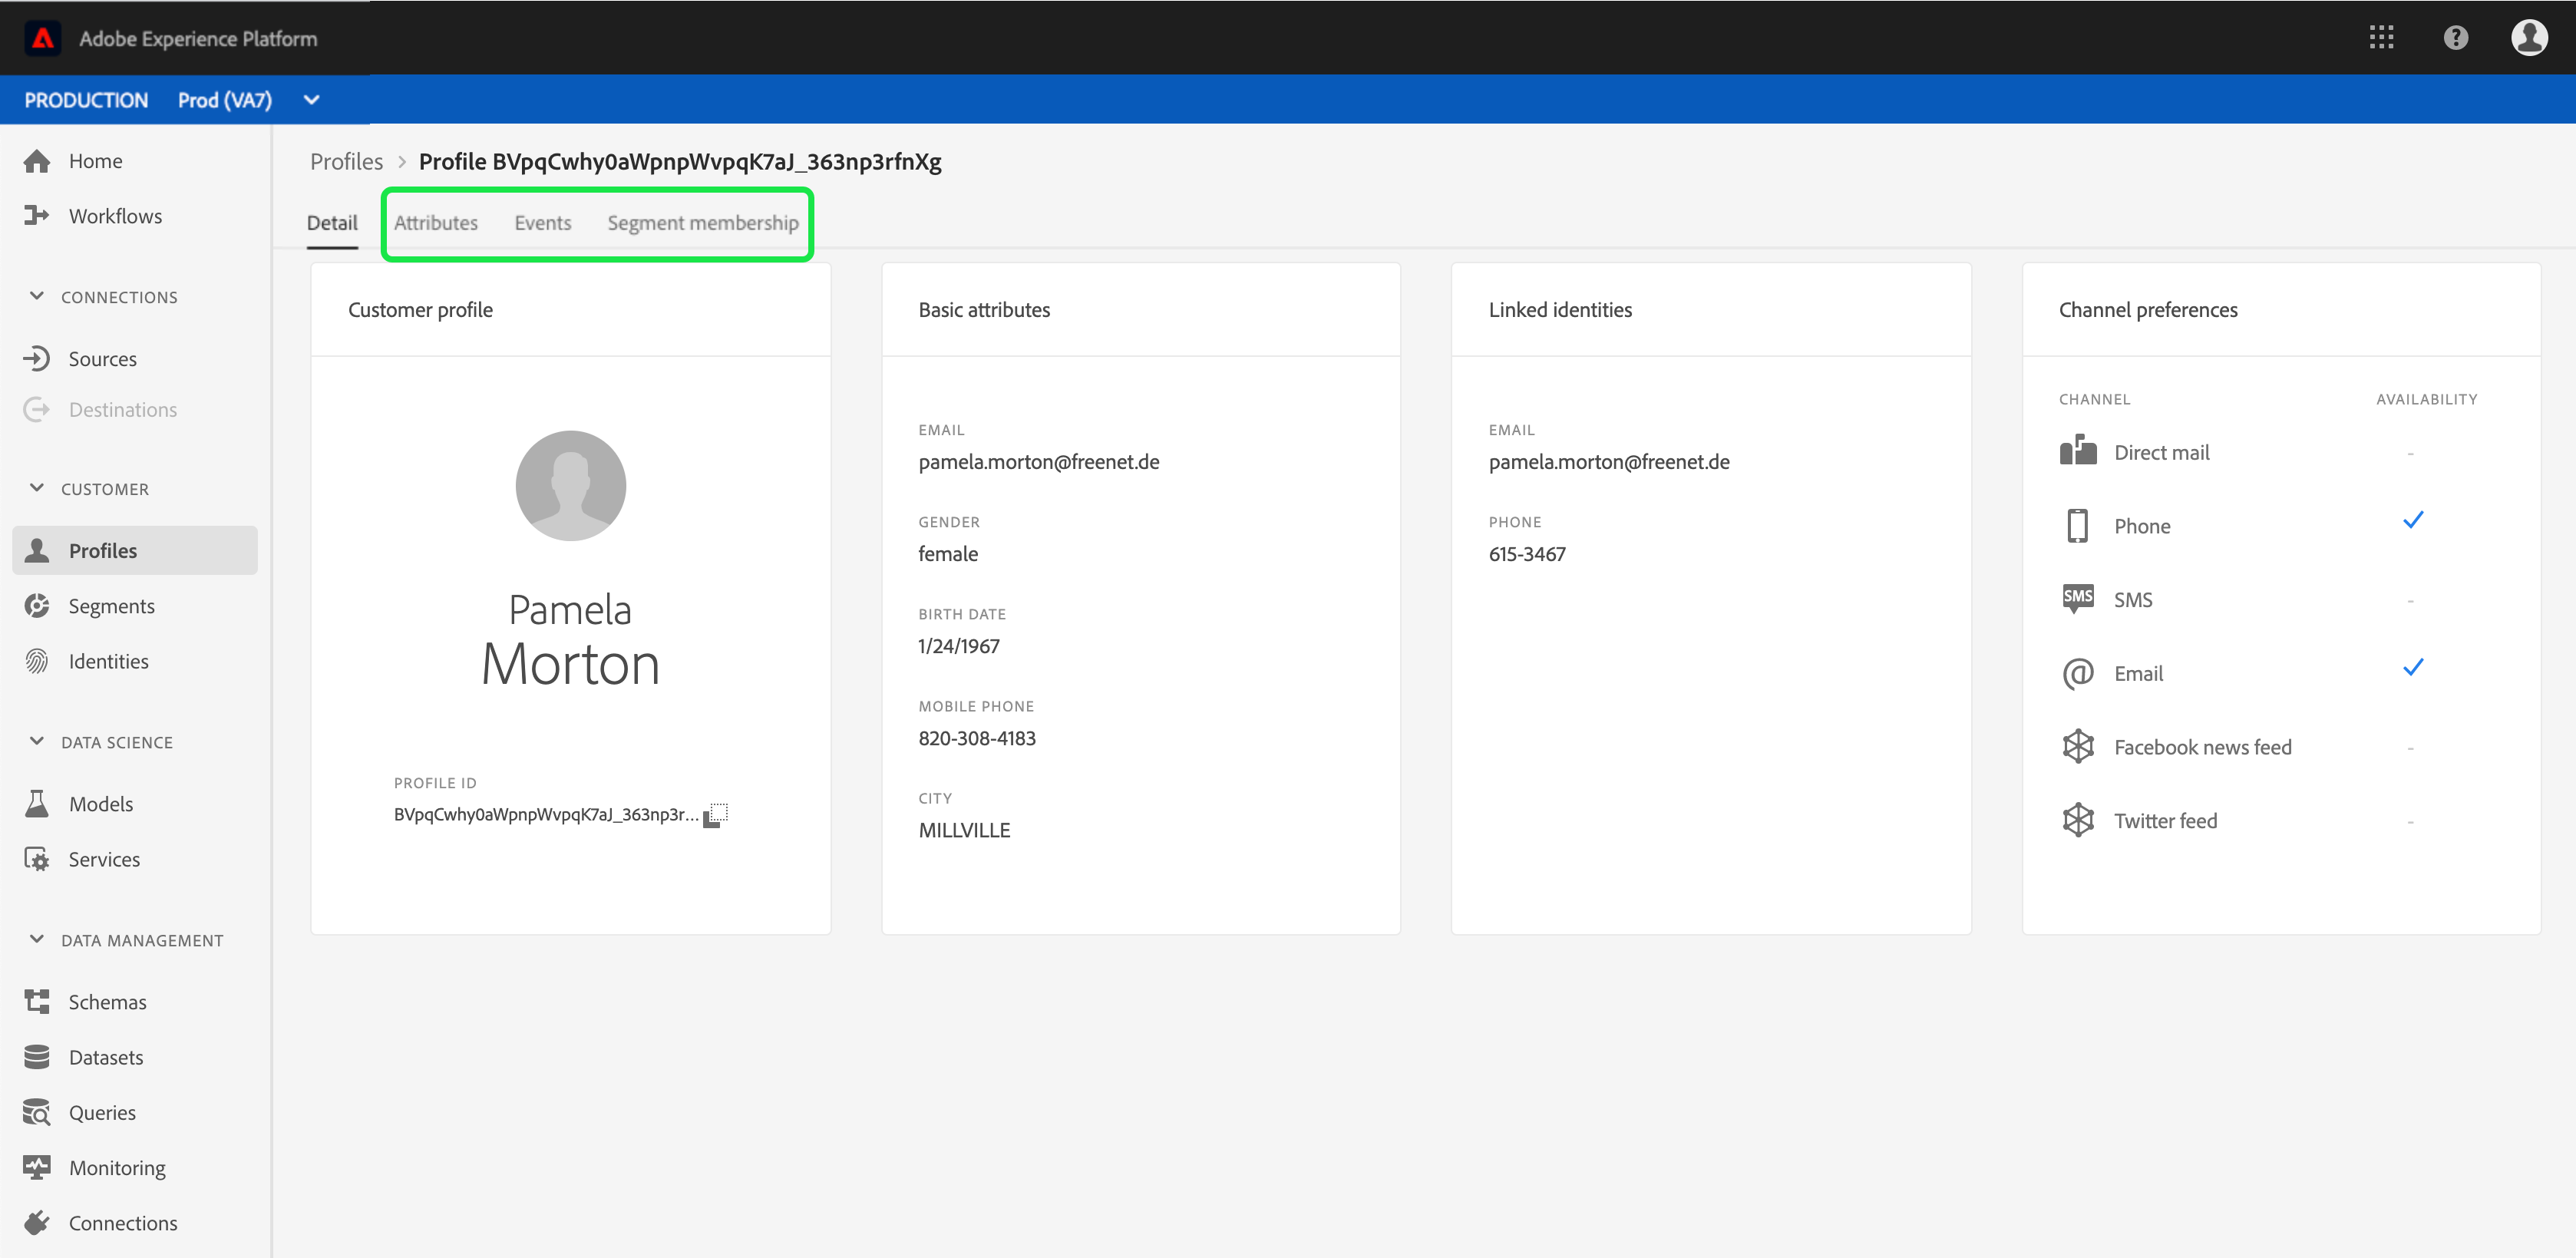 Adobe Experience Platform
PRODUCTION Prod (VA7)
Home
Workflows
CONNECTIONS
Sources
Destinations
CUSTOMER
Profiles
Segments
Identities
DATA SCIENCE
Models
Services
DATA MANAGEMENT
Schemas
Datasets
Queries
Monitoring
Connections
Profiles > Profile BVpqCwhy0aWpnpWvpqK7aJ_363np3rfnXg
Detail Attributes Events Segment membership
Customer profile
Pamela
Morton
PROFILE ID
BVpqCwhy0aWpnpWvpqK7aJ_363np3r...
Basic attributes
EMAIL
pamela.morton@freenet.de
GENDER
female
BIRTH DATE
1/24/1967
MOBILE PHONE
820-308-4183
CITY
MILLVILLE
Linked identities
EMAIL
pamela.morton@freenet.de
PHONE
615-3467
Channel preferences
CHANNEL AVAILABILITY
Direct mail -
Phone
SMS SMS -
Email
Facebook news feed -
Twitter feed -